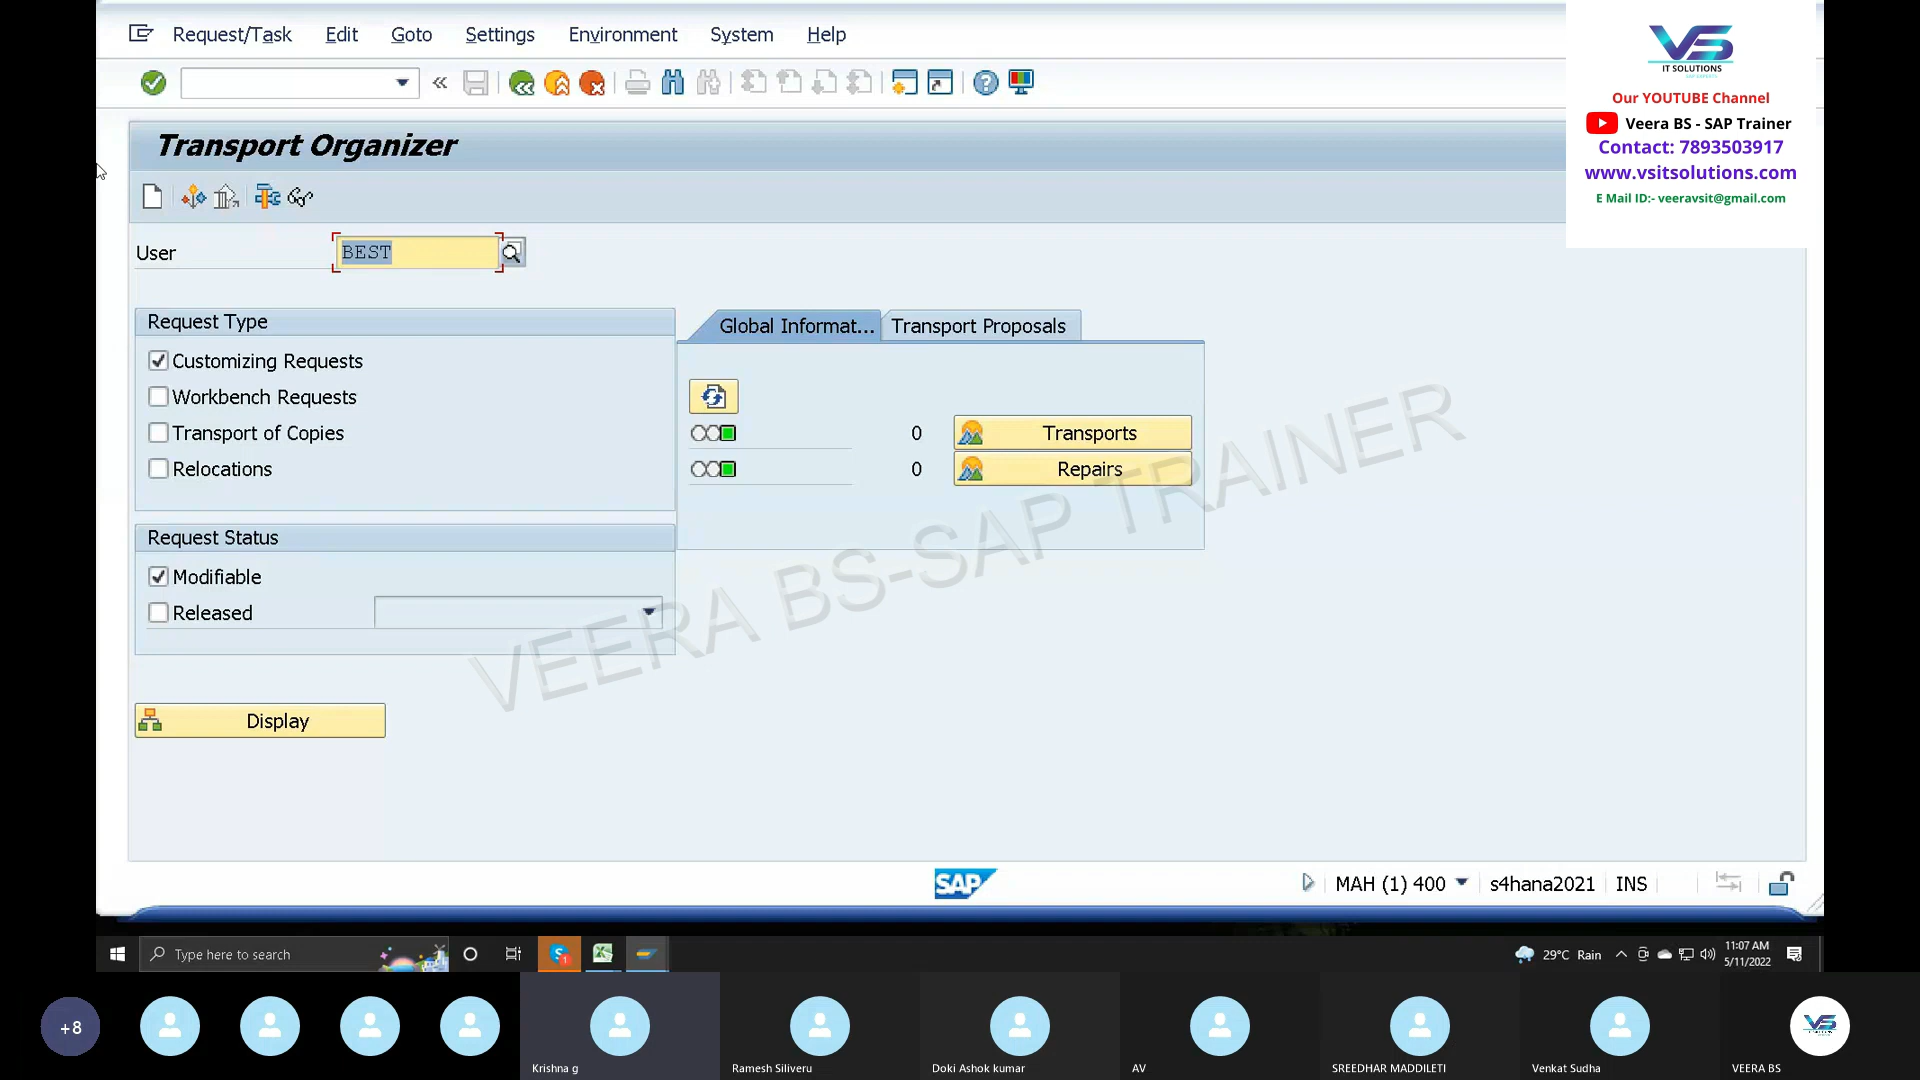 Request/Task Edit Goto Settings Environment System Help
VS
IT SOLUTIONS
Our YOUTUBE Channel
Veera BS - SAP Trainer
Contact: 7893503917
www.vsitsolutions.com
E Mail ID:- veeravsit@gmail.com
Transport Organizer
User BEST
Request Type
Customizing Requests
Workbench Requests
Transport of Copies
Relocations
Global Informat... Transport Proposals
0 Transports
0 Repairs
Request Status
Modifiable
Released
Display
VEERA BS-SAP TRAINER
SAP
MAH (1) 400 s4hana2021 INS
Type here to search
29°C Rain
11:07 AM
5/11/2022
+8
Krishna g
Ramesh Siliveru
Doki Ashok kumar
AV
SREEDHAR MADDILETI
Venkat Sudha
VEERA BS